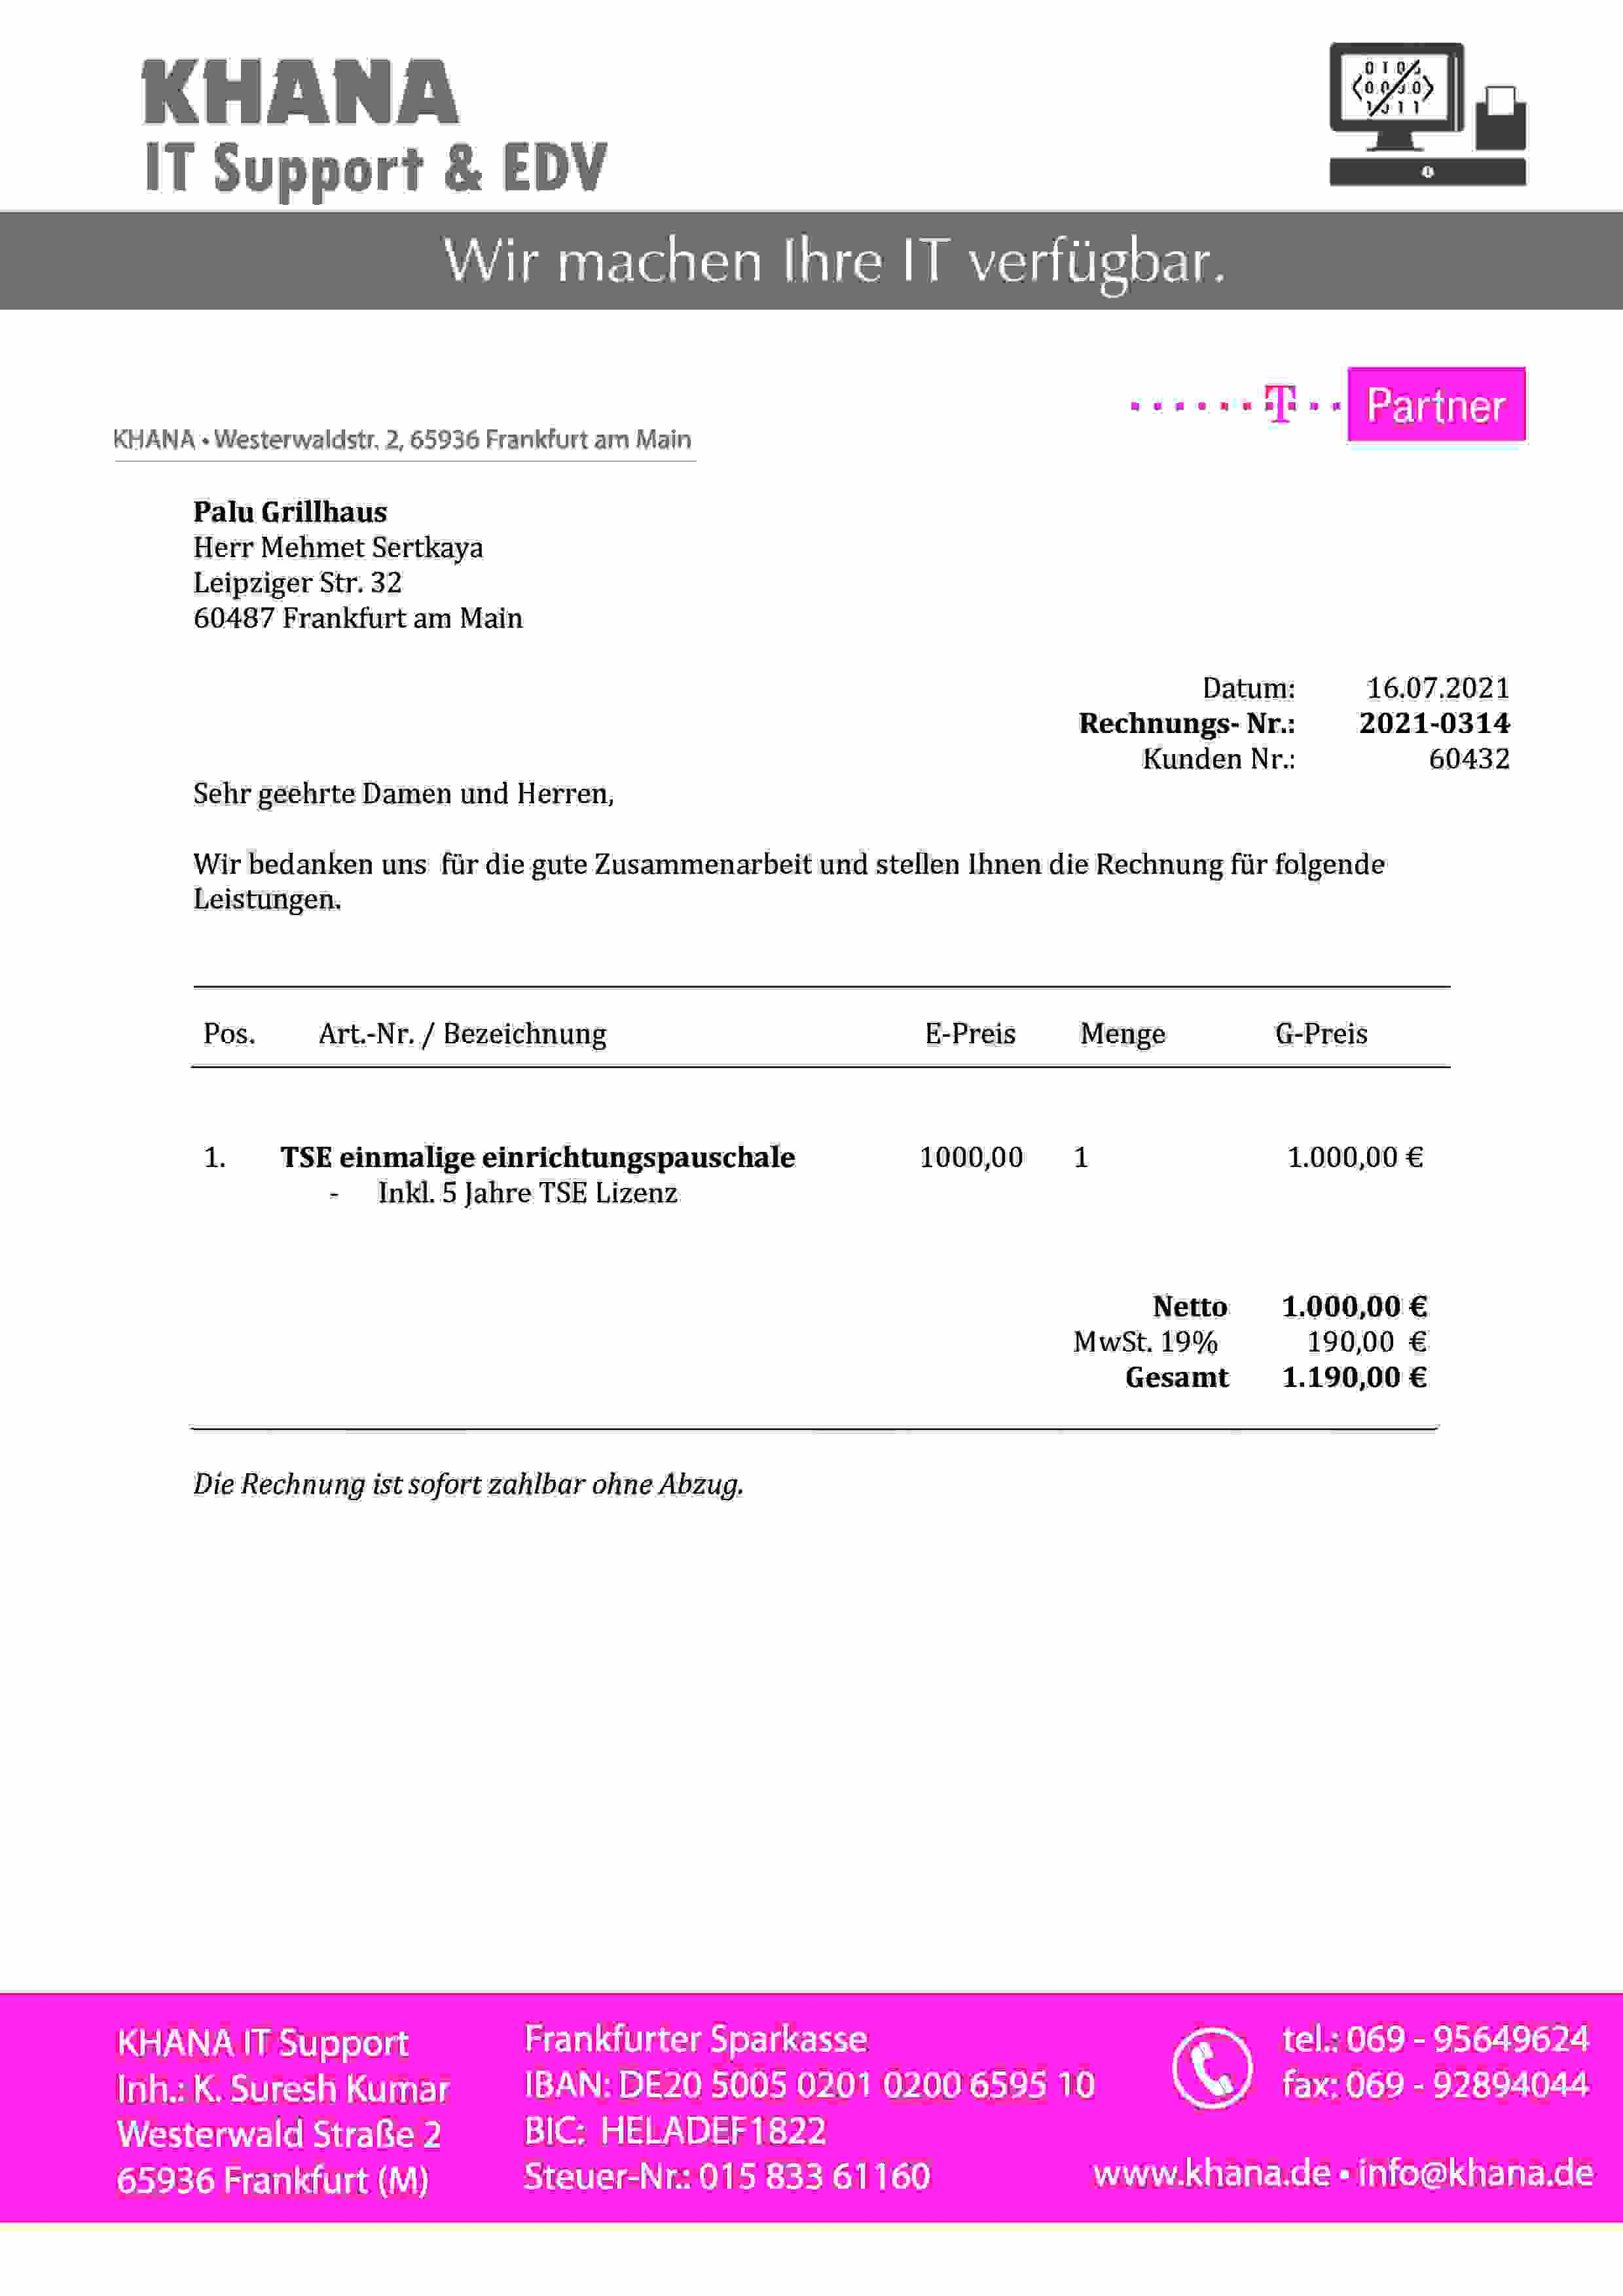 KHANA
IT Support & EDV
Wir machen Ihre IT verfügbar.
T Partner
KHANA • Westerwaldstr. 2, 65936 Frankfurt am Main
Palu Grillhaus
Herr Mehmet Sertkaya
Leipziger Str. 32
60487 Frankfurt am Main
Datum: 16.07.2021
Rechnungs- Nr.: 2021-0314
Kunden Nr.: 60432
Sehr geehrte Damen und Herren,
Wir bedanken uns für die gute Zusammenarbeit und stellen Ihnen die Rechnung für folgende
Leistungen.
Pos. Art.-Nr. / Bezeichnung E-Preis Menge G-Preis
1. TSE einmalige einrichtungspauschale 1000,00 1 1.000,00 €
- Inkl. 5 Jahre TSE Lizenz
Netto 1.000,00 €
MwSt. 19% 190,00 €
Gesamt 1.190,00 €
Die Rechnung ist sofort zahlbar ohne Abzug.
KHANA IT Support
Inh.: K. Suresh Kumar
Westerwald Straße 2
65936 Frankfurt (M)
Frankfurter Sparkasse
IBAN: DE20 5005 0201 0200 6595 10
BIC: HELADEF1822
Steuer-Nr.: 015 833 61160
tel.: 069 - 95649624
fax: 069 - 92894044
www.khana.de • info@khana.de